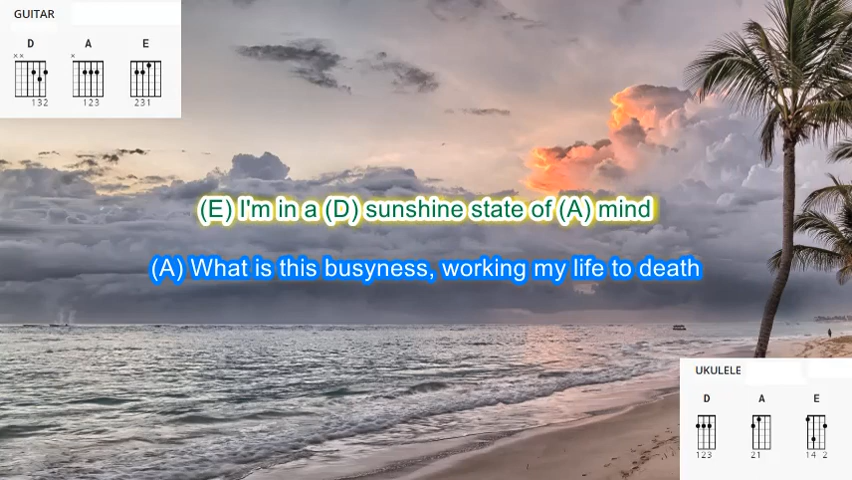 GUITAR
D A E
×× ×
132 123 231
(E) I'm in a (D) sunshine state of (A) mind
(A) What is this busyness, working my life to death
UKULELE
D A E
123 21 14 2